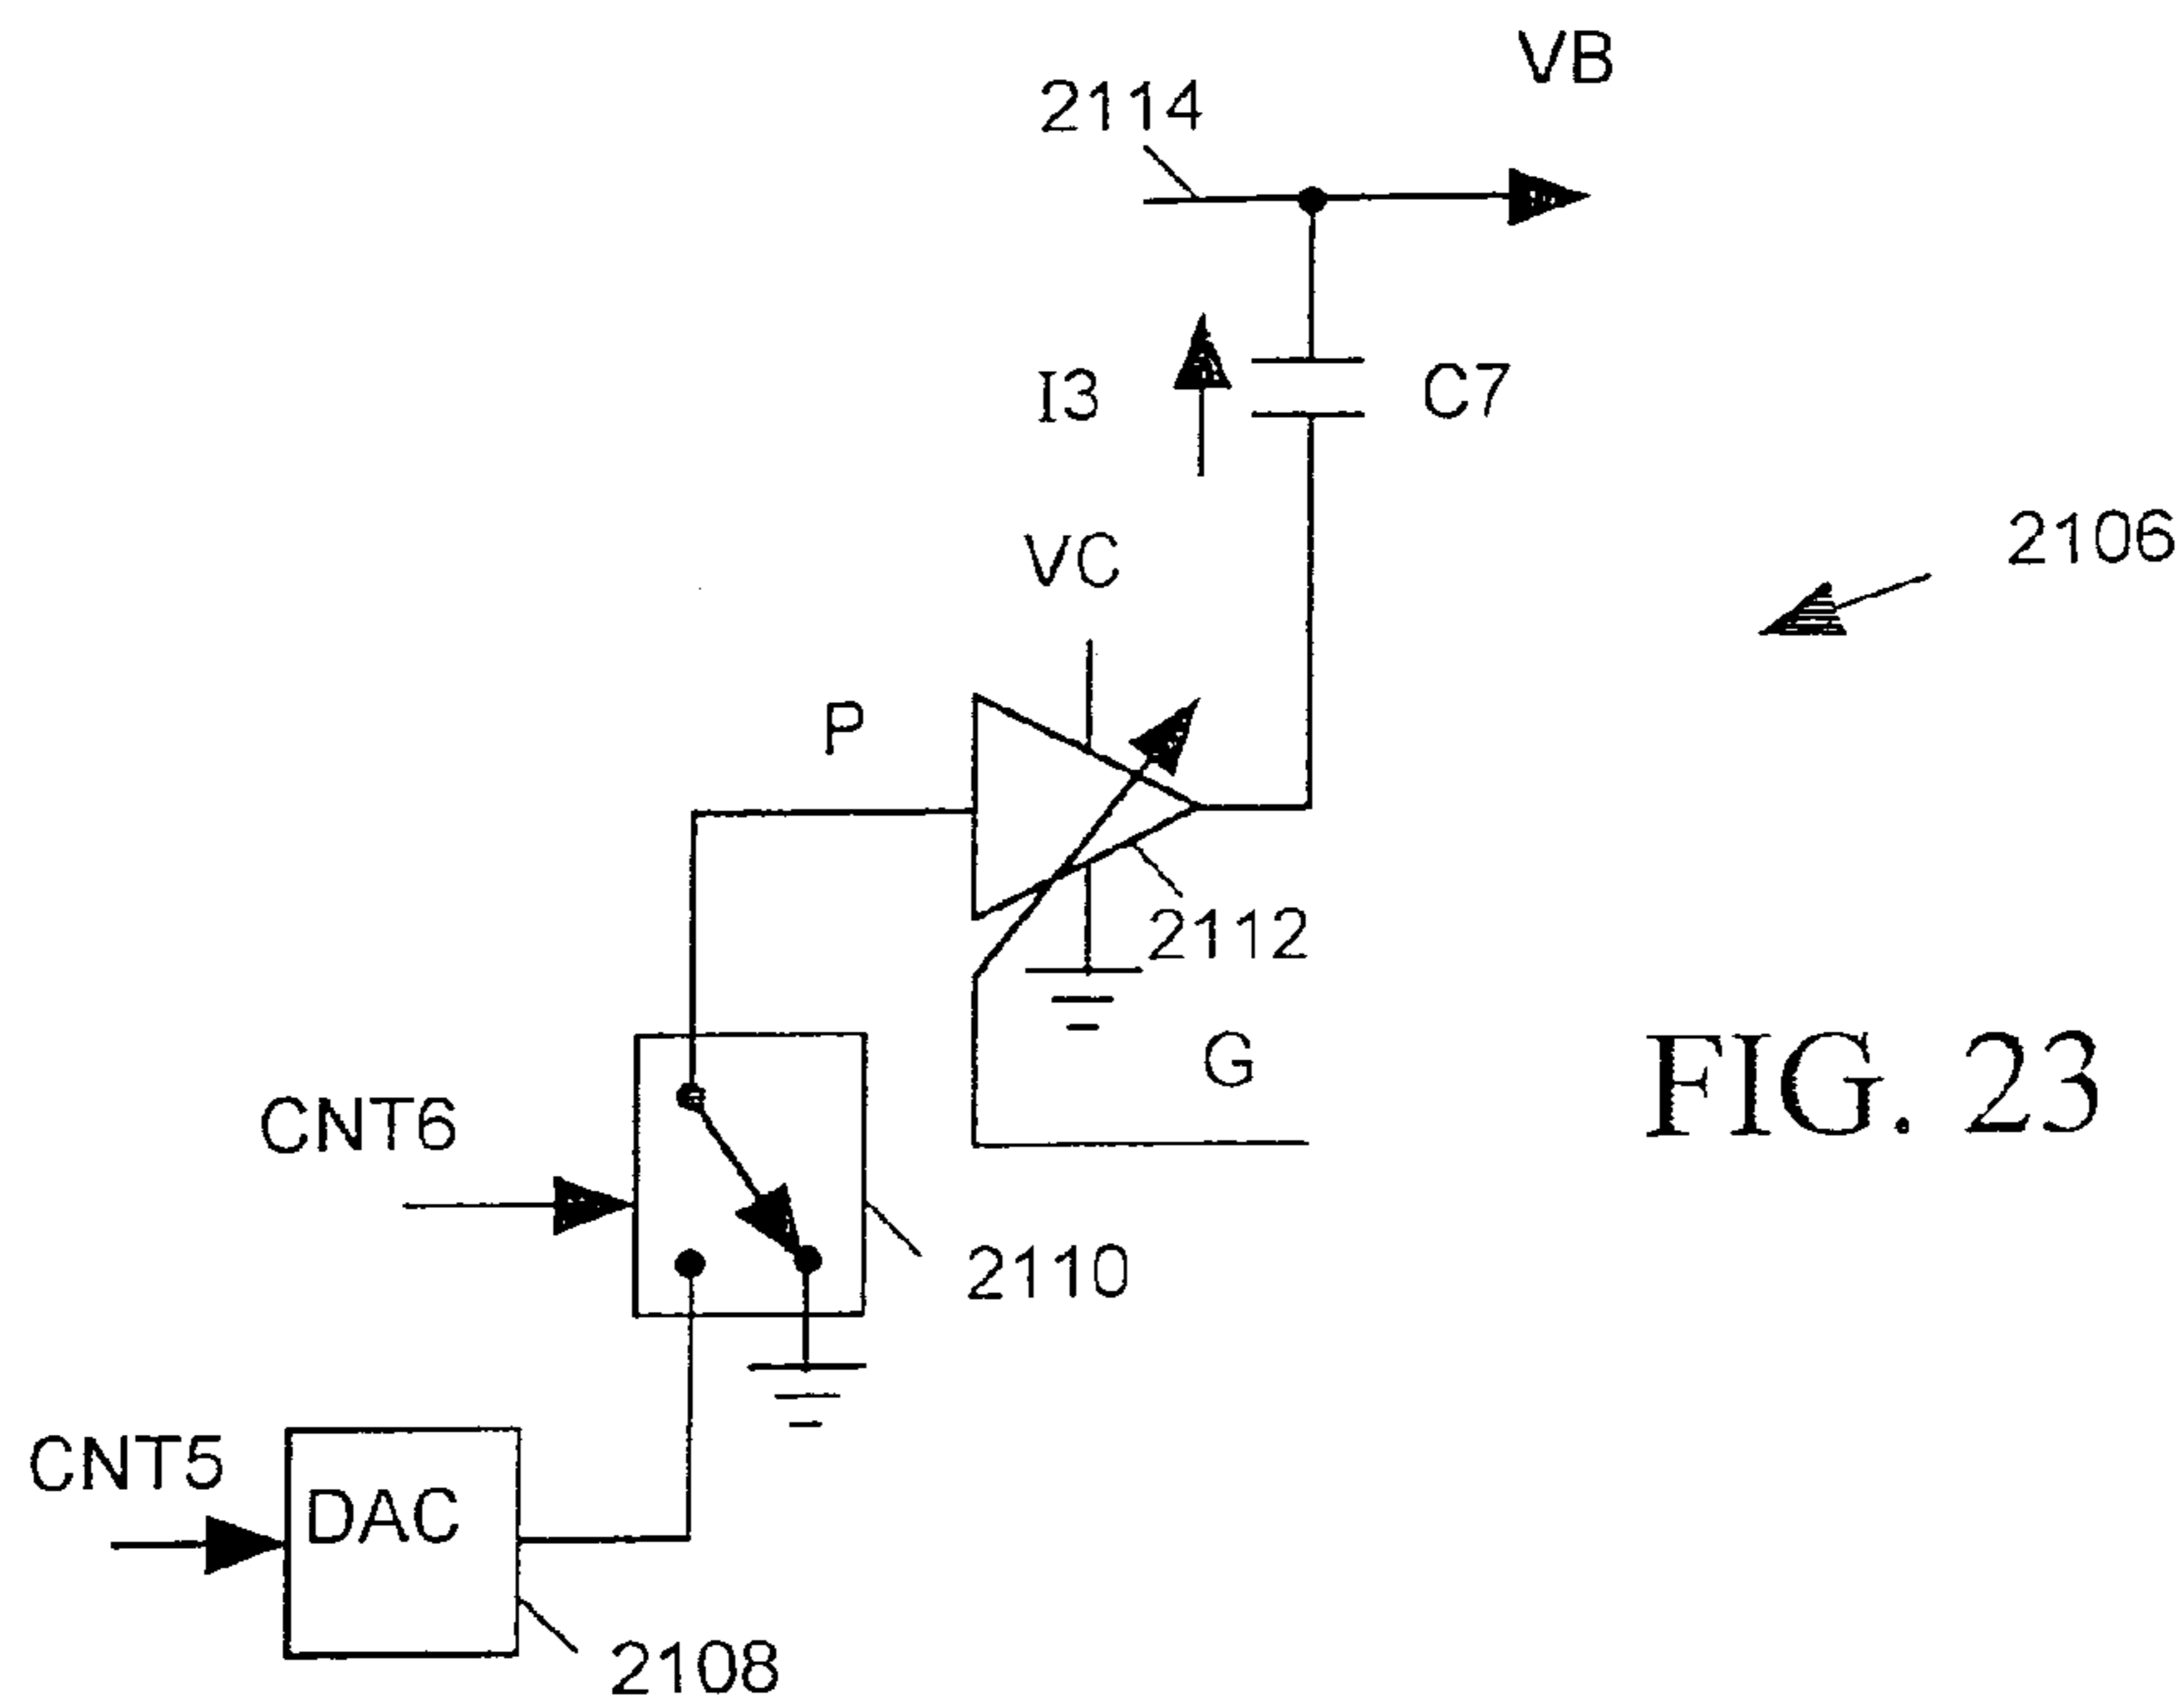 VB
2114
I3
C7
VC
2106
P
2112
G
FIG. 23
CNT6
2110
CNT5
DAC
2108